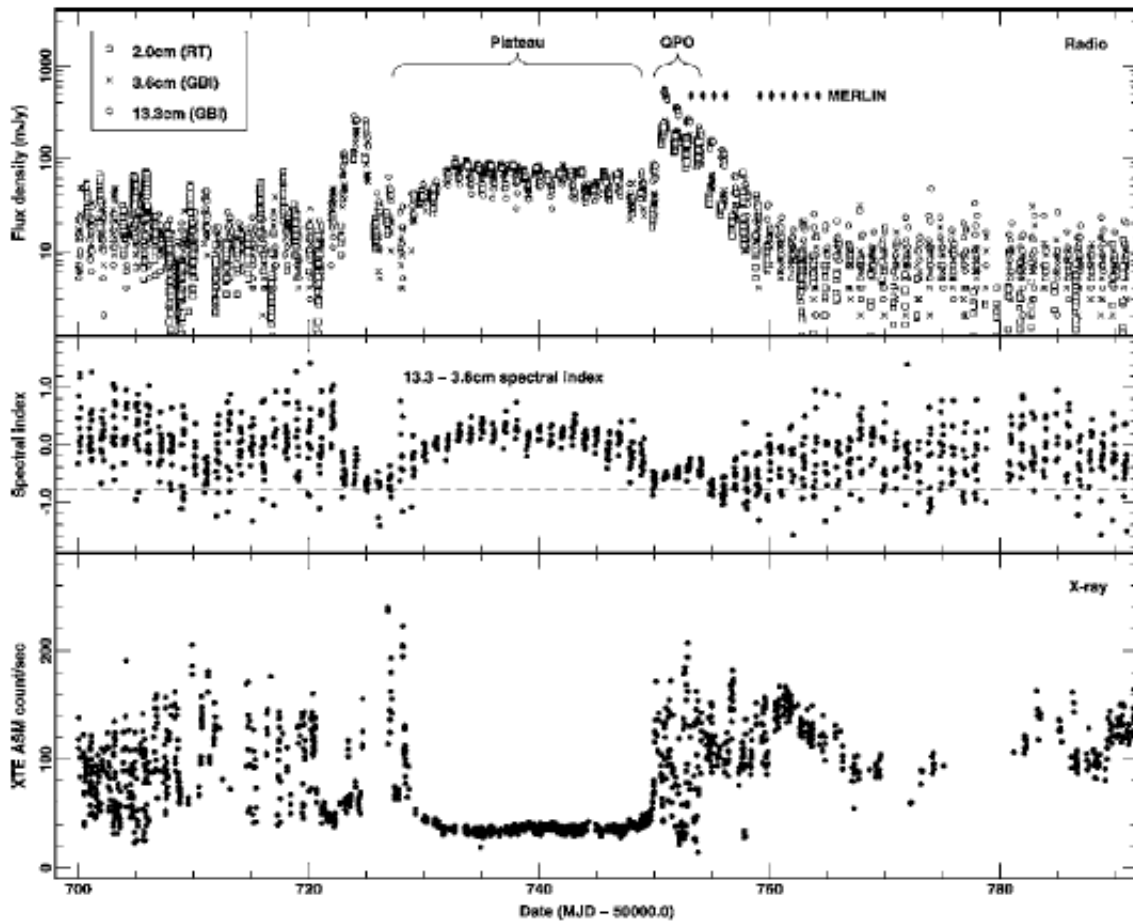 Plateau
QPO
Radio
2.0cm (RT)
3.6cm (GBI)
13.3cm (GBI)
MERLIN
Flux density (mJy)
1000
100
10
13.3 – 3.6cm spectral index
Spectral index
1.0
0.0
-1.0
X-ray
XTE ASM count/sec
200
100
0
700
720
740
760
780
Date (MJD – 50000.0)